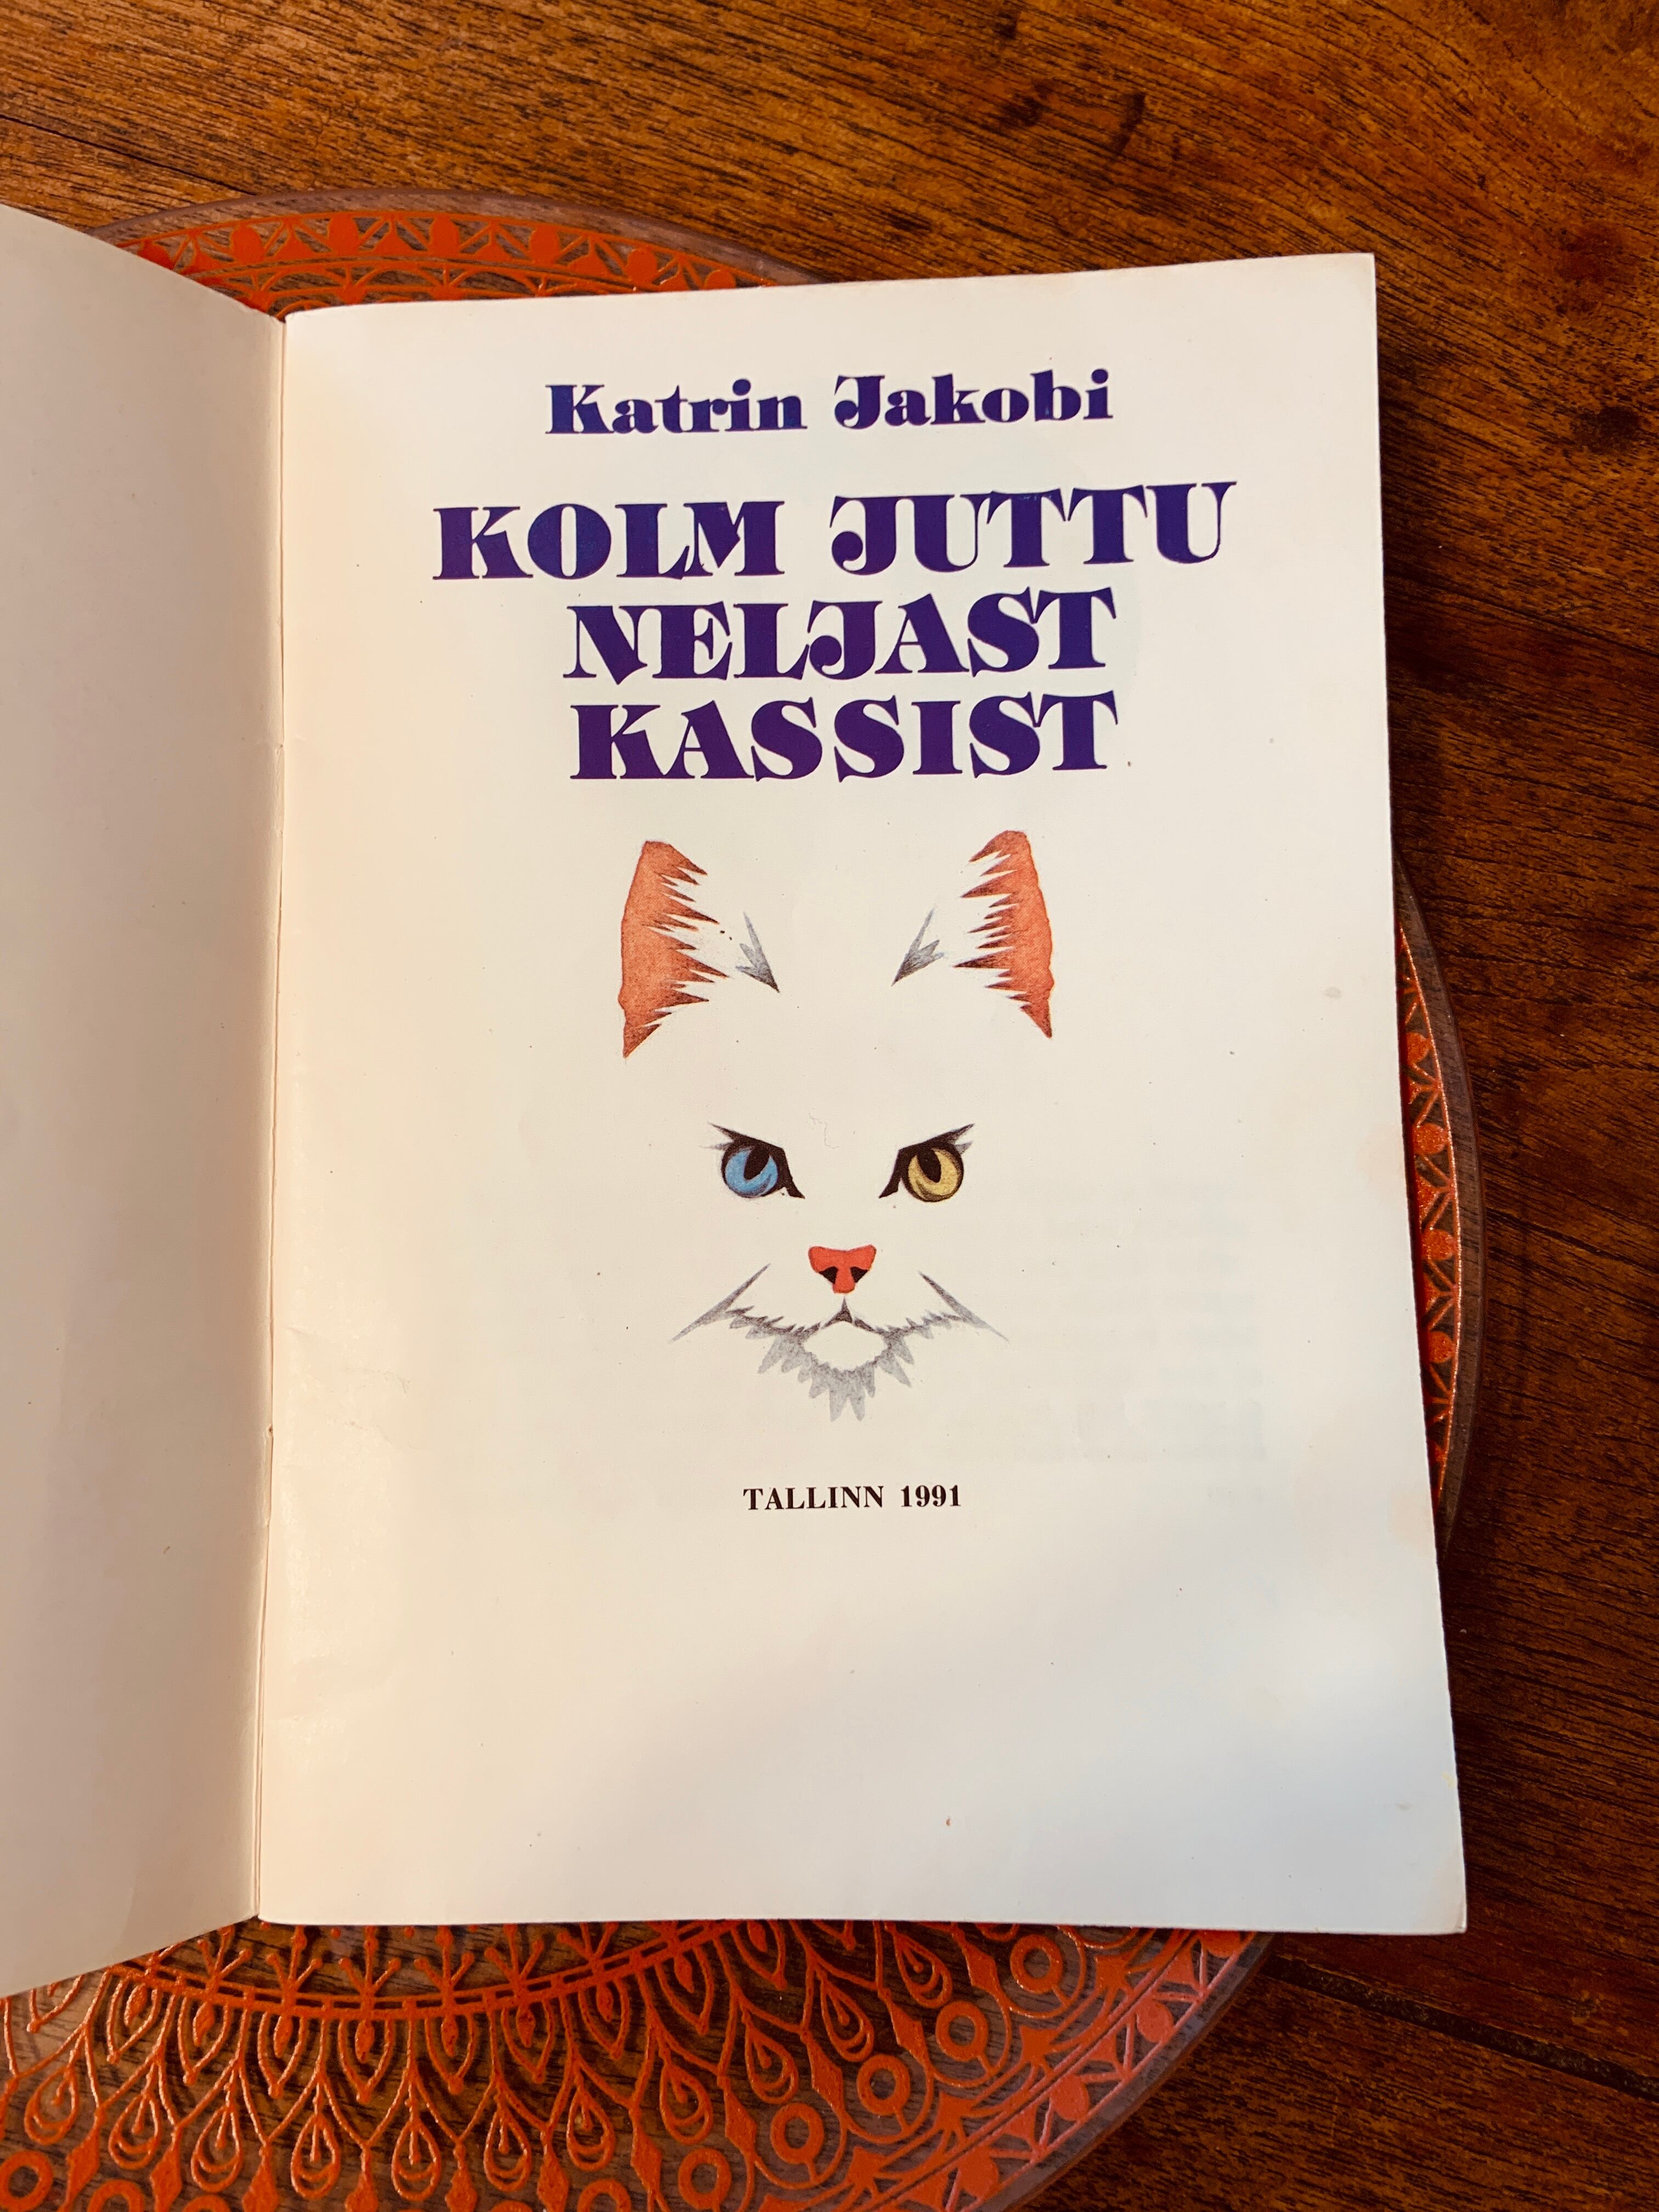 Katrin Jakobi
KOLM JUTTU
NELJAST
KASSIST
TALLINN 1991